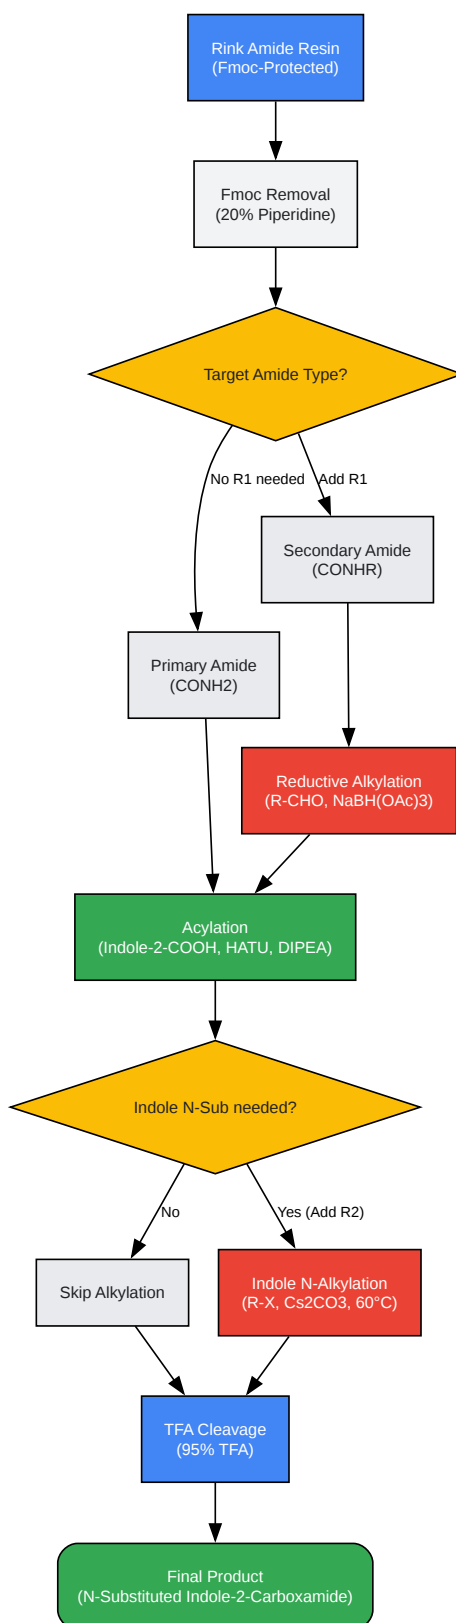 Rink Amide Resin
(Fmoc-Protected)
Fmoc Removal
(20% Piperidine)
Target Amide Type?
No R1 needed
Add R1
Secondary Amide
(CONHR)
Primary Amide
(CONH2)
Reductive Alkylation
(R-CHO, NaBH(OAc)3)
Acylation
(Indole-2-COOH, HATU, DIPEA)
Indole N-Sub needed?
No
Yes (Add R2)
Skip Alkylation
Indole N-Alkylation
(R-X, Cs2CO3, 60°C)
TFA Cleavage
(95% TFA)
Final Product
(N-Substituted Indole-2-Carboxamide)